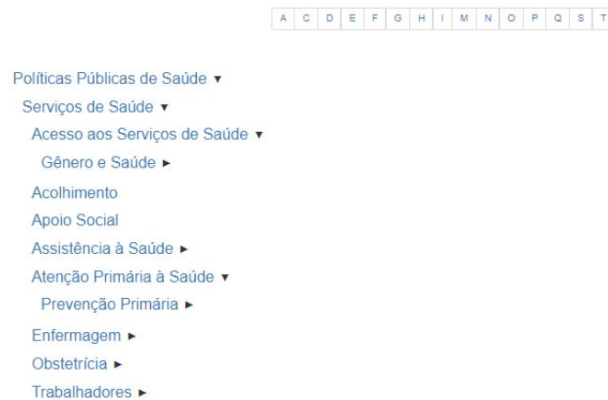 A C D E F G H I M N O P Q S T
Políticas Públicas de Saúde ▼
Serviços de Saúde ▼
Acesso aos Serviços de Saúde ▼
Gênero e Saúde ►
Acolhimento
Apoio Social
Assistência à Saúde ►
Atenção Primária à Saúde ▼
Prevenção Primária ►
Enfermagem ►
Obstetrícia ►
Trabalhadores ►